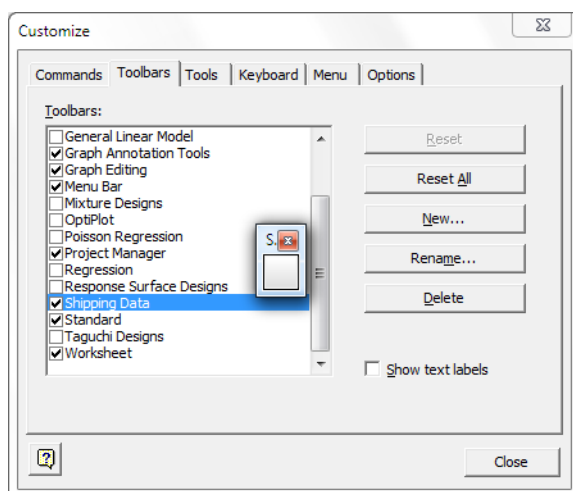 Customize
Commands Toolbars Tools Keyboard Menu Options
Toolbars:
General Linear Model
Graph Annotation Tools
Graph Editing
Menu Bar
Mixture Designs
OptiPlot
Poisson Regression
Project Manager
Regression
Response Surface Designs
Shipping Data
Standard
Taguchi Designs
Worksheet
S.
Reset
Reset All
New...
Rename...
Delete
Show text labels
Close